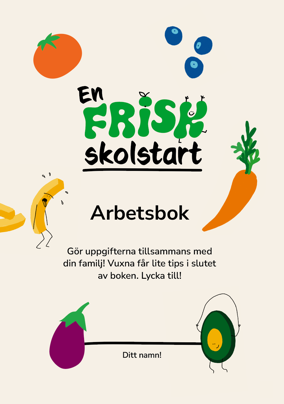 En
FRISK
skolstart
Arbetsbok
Gör uppgifterna tillsammans med
din familj! Vuxna får lite tips i slutet
av boken. Lycka till!
Ditt namn!